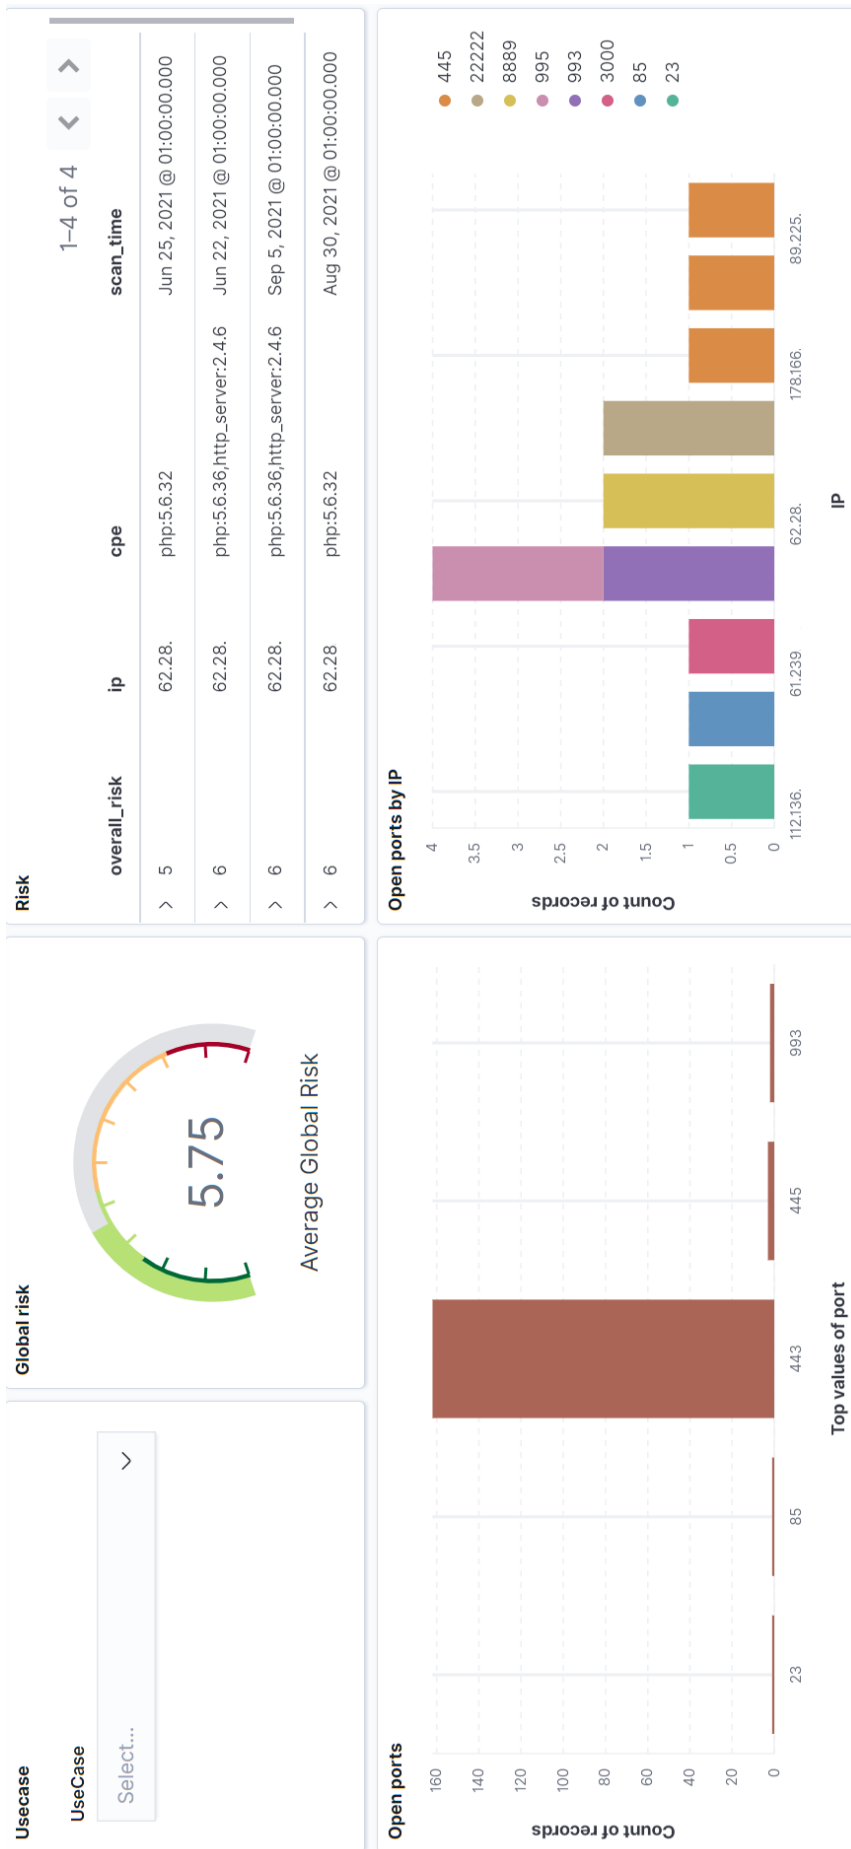 Usecase
UseCase
Select...
Global risk
5.75
Average Global Risk
Risk
1–4 of 4
overall_risk ip cpe scan_time
> 5 62.28. php:5.6.32 Jun 25, 2021 @ 01:00:00.000
> 6 62.28. php:5.6.36,http_server:2.4.6 Jun 22, 2021 @ 01:00:00.000
> 6 62.28. php:5.6.36,http_server:2.4.6 Sep 5, 2021 @ 01:00:00.000
> 6 62.28 php:5.6.32 Aug 30, 2021 @ 01:00:00.000
Open ports
Count of records
160
140
120
100
80
60
40
20
0
23 85 443 445 993
Top values of port
Open ports by IP
Count of records
4
3.5
3
2.5
2
1.5
1
0.5
0
112.136. 61.239 62.28. 178.166. 89.225.
IP
445
22222
8889
995
993
3000
85
23